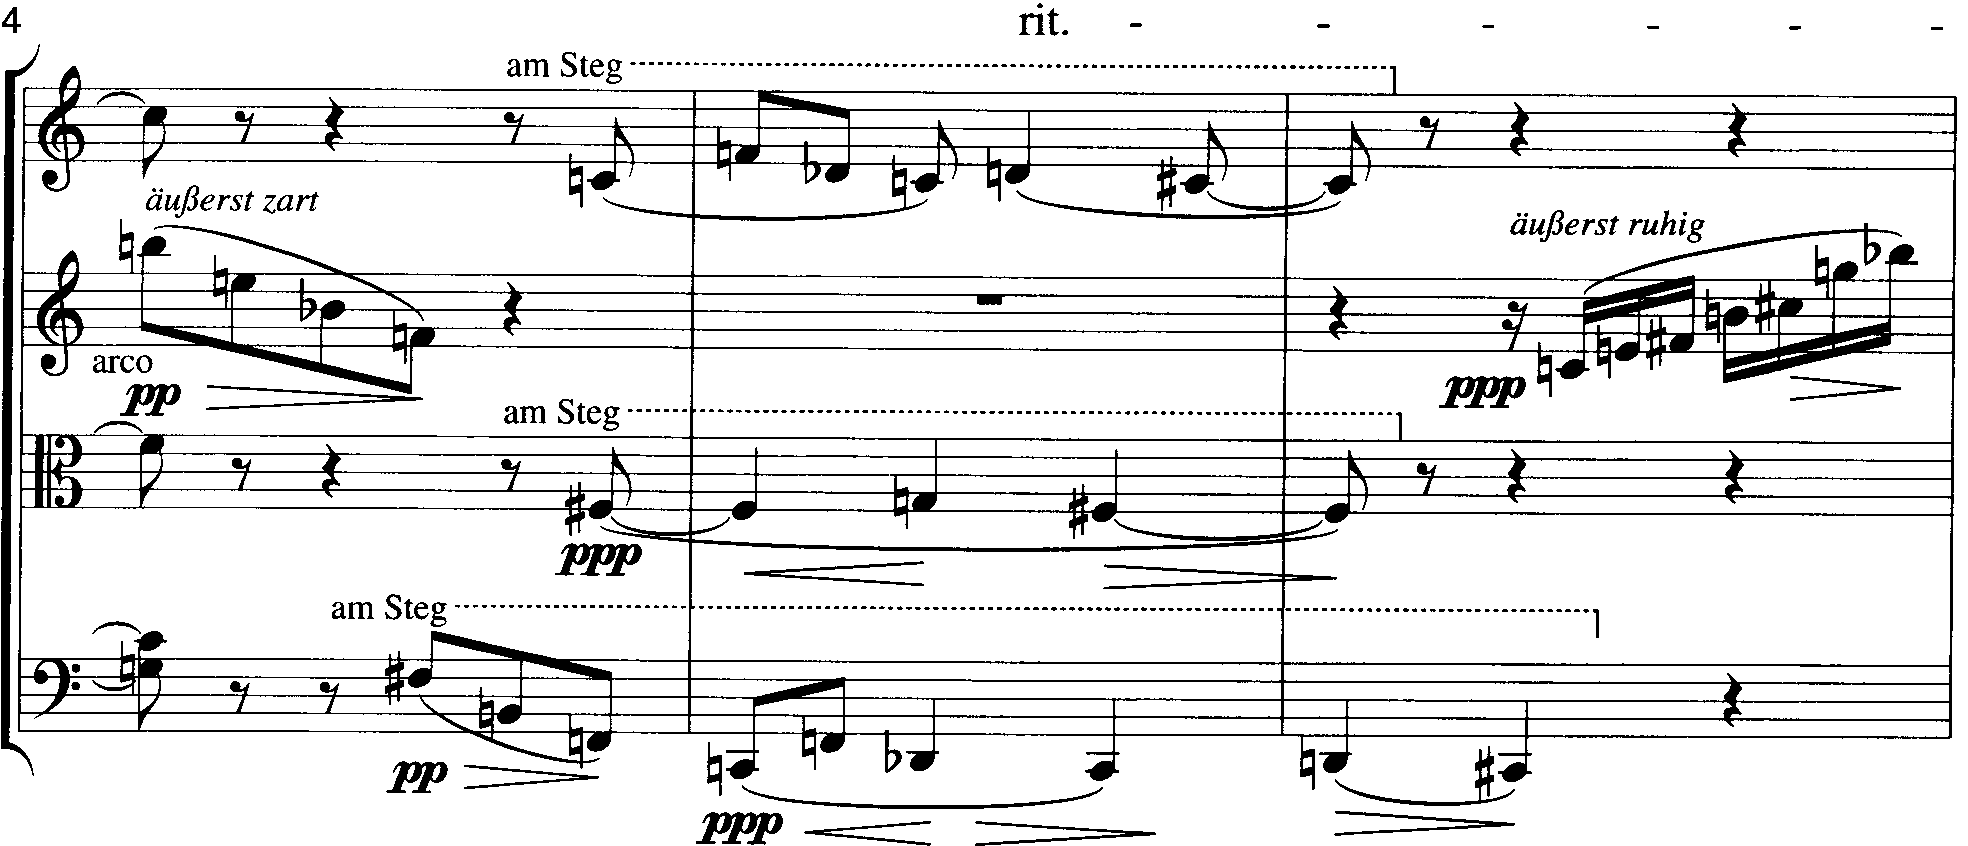 4
rit. - - - - - -
am Steg
äußerst zart
äußerst ruhig
arco
pp
ppp
am Steg
ppp
am Steg
pp
ppp